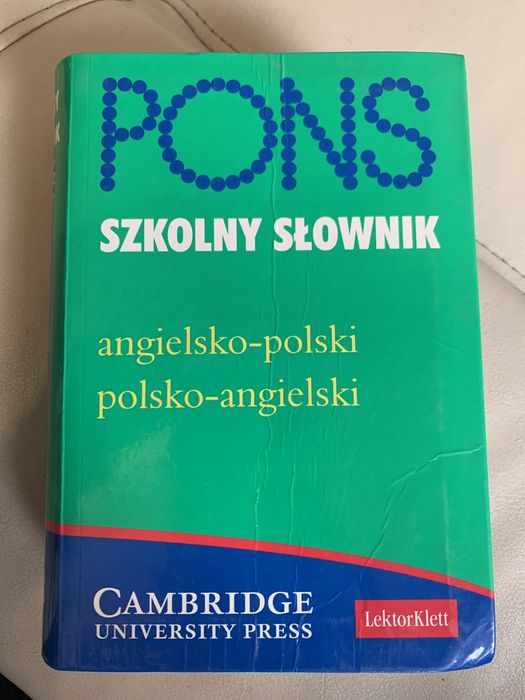 PONS
SZKOLNY SŁOWNIK
angielsko-polski
polsko-angielski
CAMBRIDGE
UNIVERSITY PRESS
LektorKlett